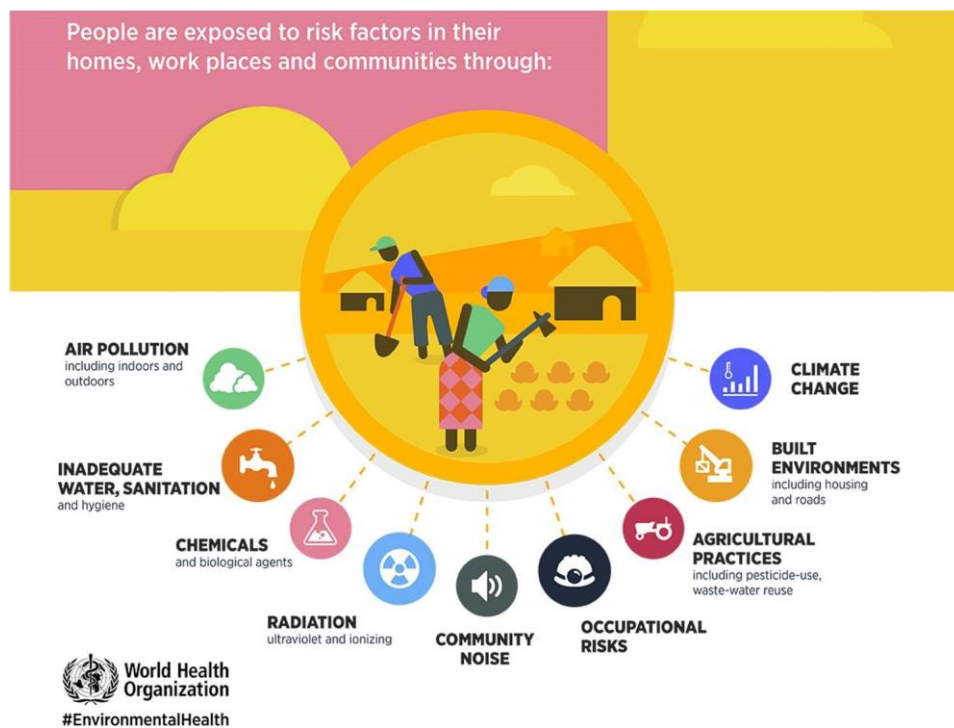 People are exposed to risk factors in their
homes, work places and communities through:
AIR POLLUTION
including indoors and
outdoors
INADEQUATE
WATER, SANITATION
and hygiene
CHEMICALS
and biological agents
RADIATION
ultraviolet and ionizing
COMMUNITY
NOISE
OCCUPATIONAL
RISKS
AGRICULTURAL
PRACTICES
including pesticide-use,
waste-water reuse
BUILT
ENVIRONMENTS
including housing
and roads
CLIMATE
CHANGE
World Health
Organization
#EnvironmentalHealth